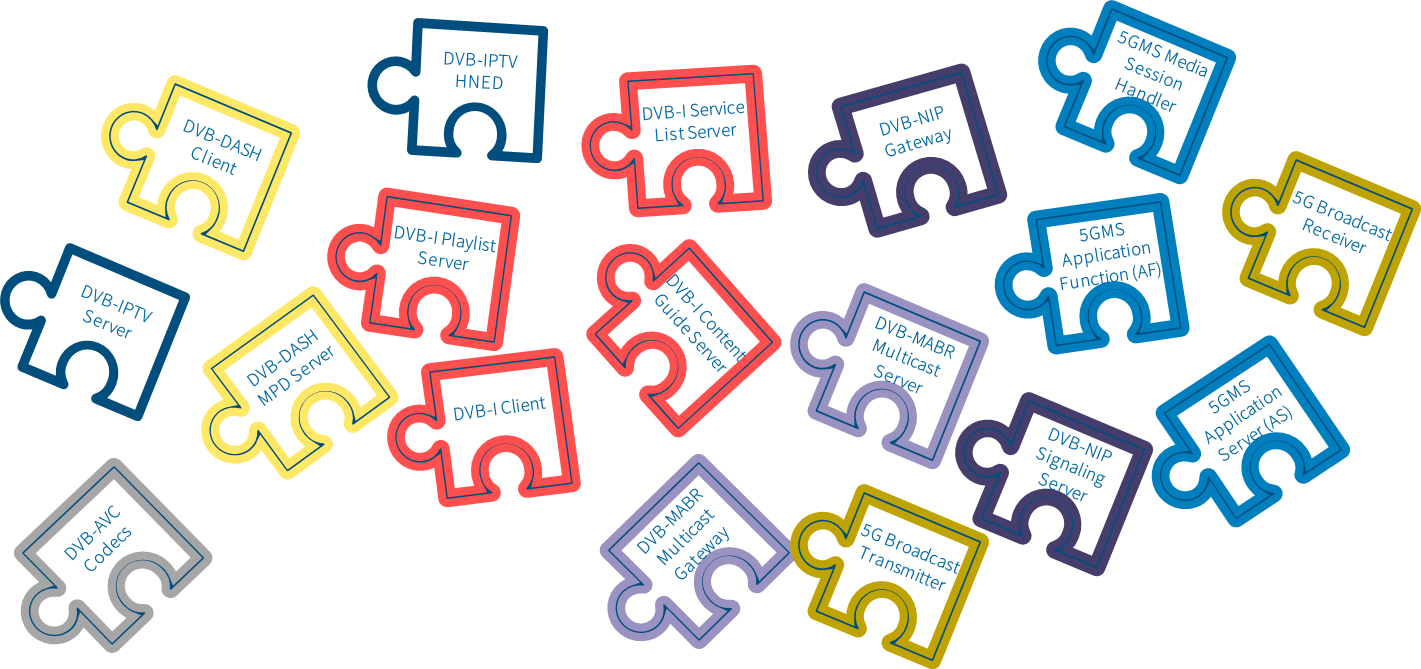 DVB-IPTV
HNED
5GMS Media
Session
Handler
DVB-DASH
Client
DVB-I Service
List Server
DVB-NIP
Gateway
5G Broadcast
Receiver
DVB-I Playlist
Server
5GMS
Application
Function (AF)
DVB-IPTV
Server
DVB-I Content
Guide Server
DVB-MABR
Multicast
Server
DVB-DASH
MPD Server
DVB-I Client
5GMS
Application
Server (AS)
DVB-NIP
Signaling
Server
DVB-AVC
Codecs
DVB-MABR
Multicast
Gateway
5G Broadcast
Transmitter